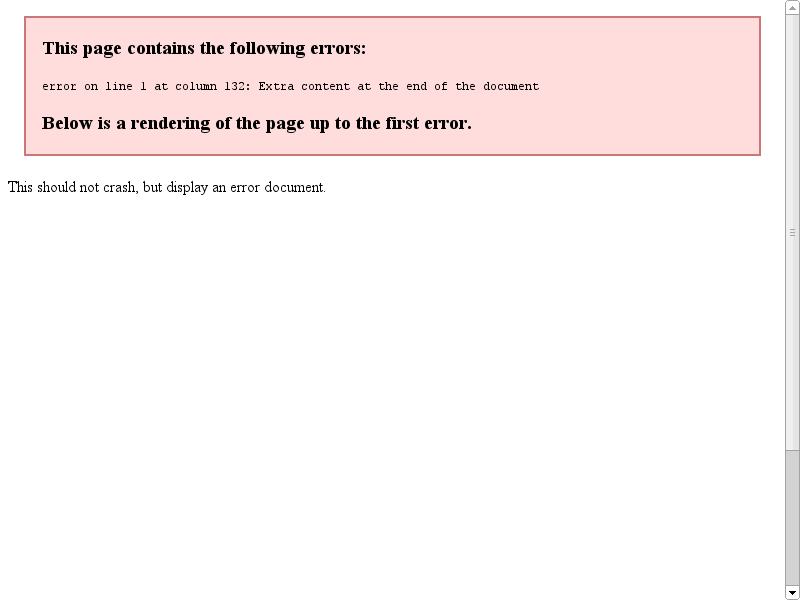 This page contains the following errors:
error on line 1 at column 132: Extra content at the end of the document
Below is a rendering of the page up to the first error.
This should not crash, but display an error document.